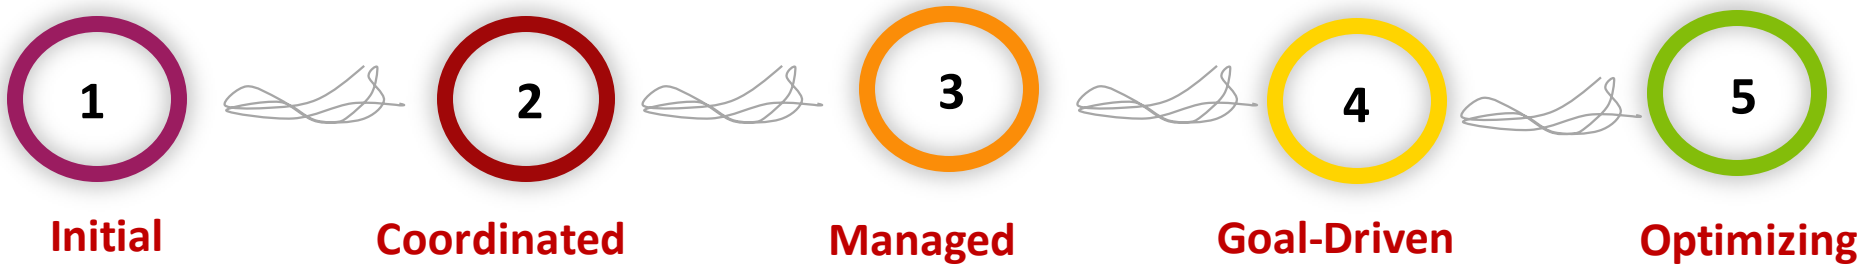 1
2
3
4
5
Initial
Coordinated
Managed
Goal-Driven
Optimizing